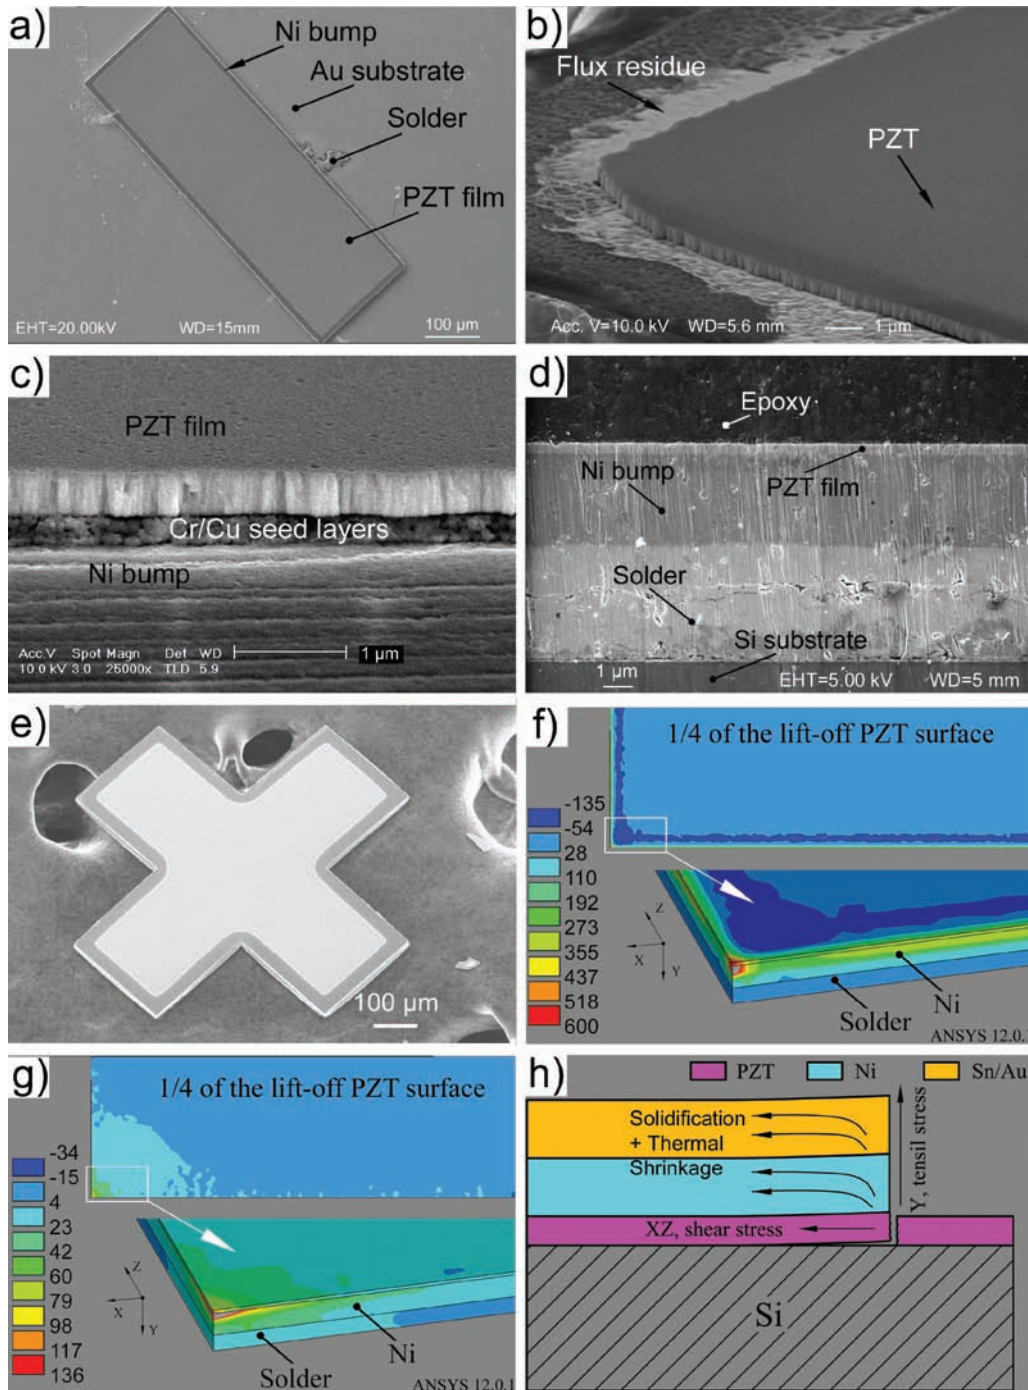 a)
Ni bump
Au substrate
Solder
PZT film
EHT=20.00kV WD=15mm 100 µm
b)
Flux residue
PZT
Acc. V=10.0 kV WD=5.6 mm 1 µm
c)
PZT film
Cr/Cu seed layers
Ni bump
Acc.V Spot Magn Det WD
10.0 kV 3.0 25000x TLD 5.9 1 µm
d)
Epoxy
Ni bump
PZT film
Solder
Si substrate
1 µm EHT=5.00 kV WD=5 mm
e)
100 µm
f)
1/4 of the lift-off PZT surface
-135
-54
28
110
192
273
355
437
518
600
Z
X
Y
Ni
Solder
ANSYS 12.0.
g)
1/4 of the lift-off PZT surface
-34
-15
4
23
42
60
79
98
117
136
Z
X
Y
Ni
Solder
ANSYS 12.0.1
h)
PZT Ni Sn/Au
Solidification
+ Thermal
Shrinkage
Y, tensil stress
XZ, shear stress
Si